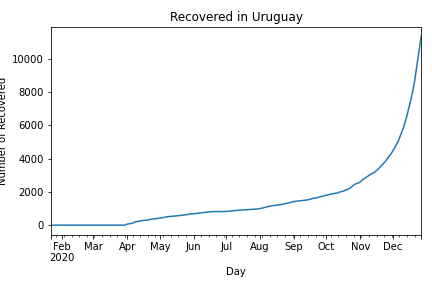 Recovered in Uruguay
Number of Recovered
10000
8000
6000
4000
2000
0
Feb Mar Apr May Jun Jul Aug Sep Oct Nov Dec
2020
Day